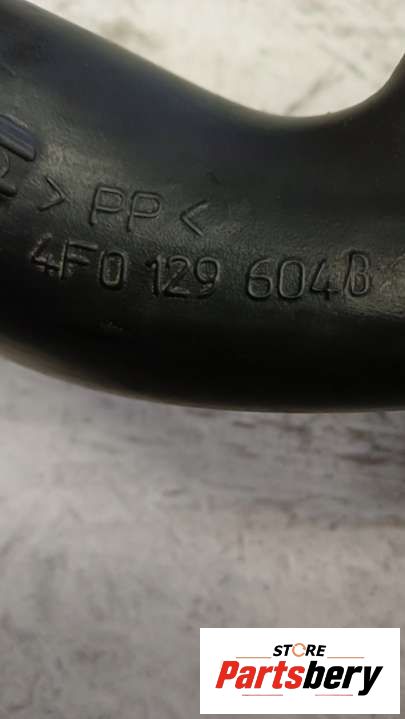 > PP <
4F0 129 604B
STORE
Partsbery